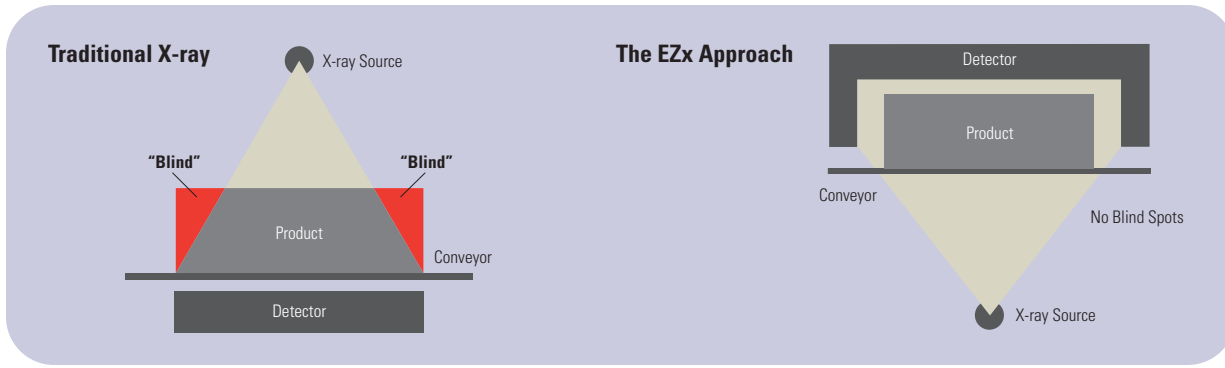 Traditional X-ray
X-ray Source
“Blind”
“Blind”
Product
Conveyor
Detector
The EZx Approach
Detector
Product
Conveyor
No Blind Spots
X-ray Source